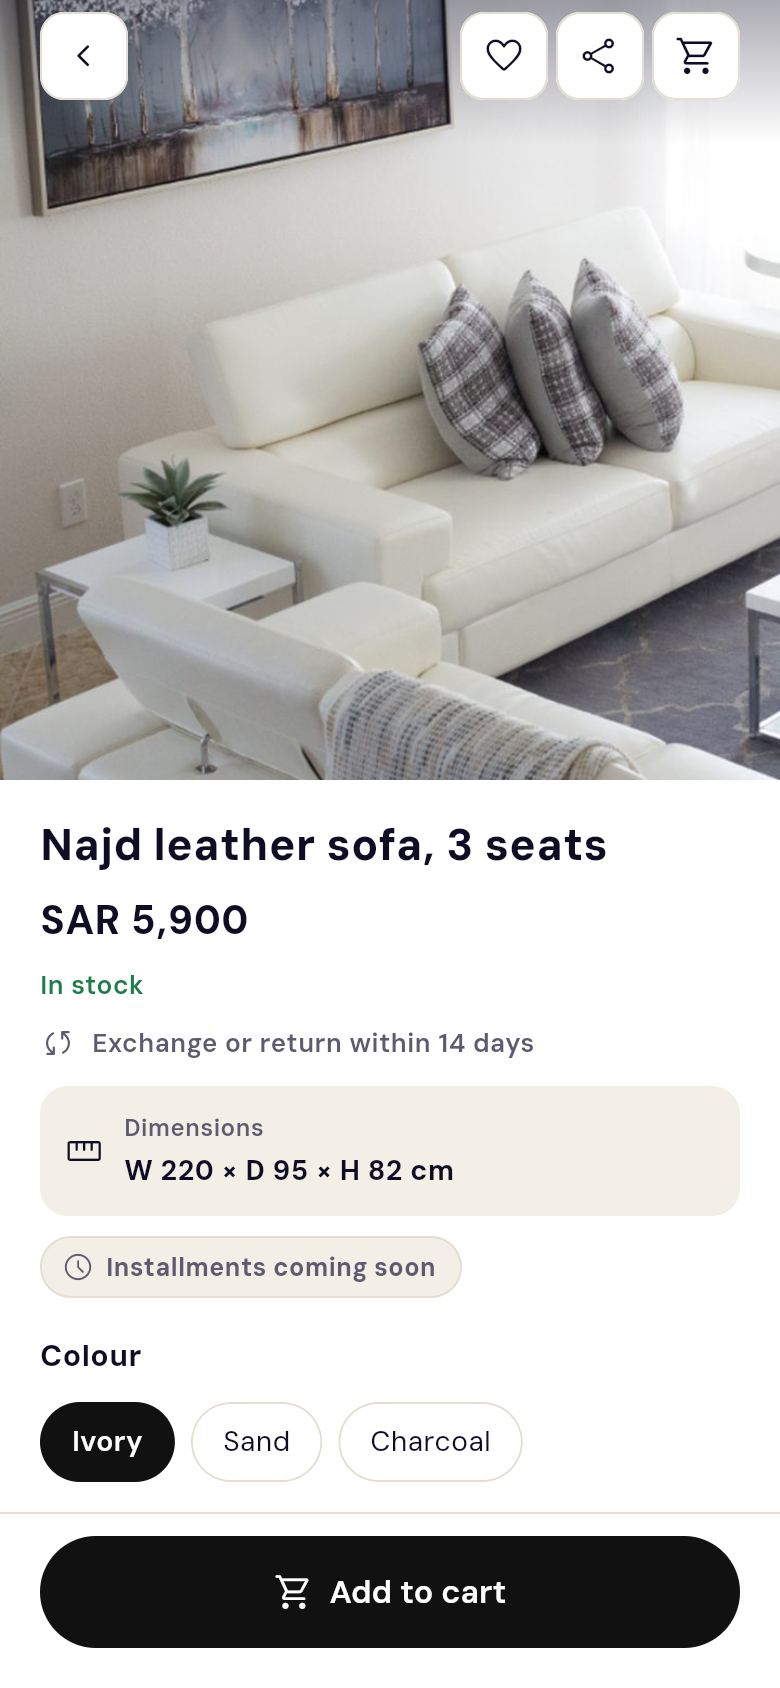 Najd leather sofa, 3 seats
SAR 5,900
In stock
Exchange or return within 14 days
Dimensions
W 220 × D 95 × H 82 cm
Installments coming soon
Colour
Ivory
Sand
Charcoal
Add to cart